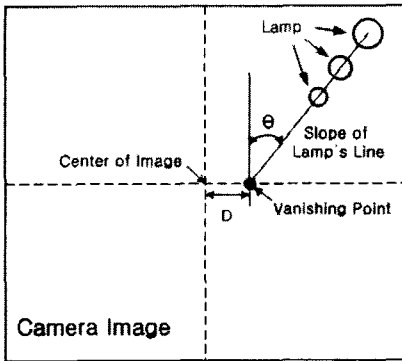 Lamp
θ
Slope of
Lamp's Line
Center of Image
D
Vanishing Point
Camera Image